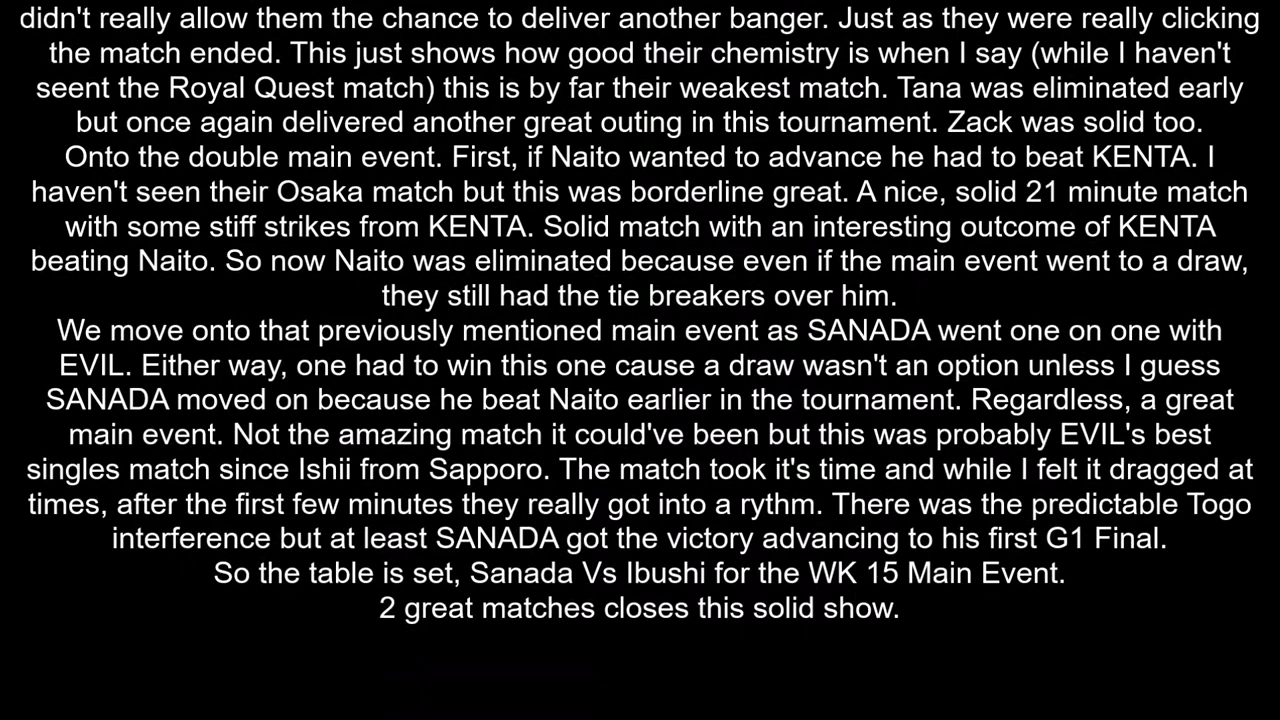 didn't really allow them the chance to deliver another banger. Just as they were really clicking
the match ended. This just shows how good their chemistry is when I say (while I haven't
seent the Royal Quest match) this is by far their weakest match. Tana was eliminated early
but once again delivered another great outing in this tournament. Zack was solid too.
Onto the double main event. First, if Naito wanted to advance he had to beat KENTA. I
haven't seen their Osaka match but this was borderline great. A nice, solid 21 minute match
with some stiff strikes from KENTA. Solid match with an interesting outcome of KENTA
beating Naito. So now Naito was eliminated because even if the main event went to a draw,
they still had the tie breakers over him.
We move onto that previously mentioned main event as SANADA went one on one with
EVIL. Either way, one had to win this one cause a draw wasn't an option unless I guess
SANADA moved on because he beat Naito earlier in the tournament. Regardless, a great
main event. Not the amazing match it could've been but this was probably EVIL's best
singles match since Ishii from Sapporo. The match took it's time and while I felt it dragged at
times, after the first few minutes they really got into a rythm. There was the predictable Togo
interference but at least SANADA got the victory advancing to his first G1 Final.
So the table is set, Sanada Vs Ibushi for the WK 15 Main Event.
2 great matches closes this solid show.